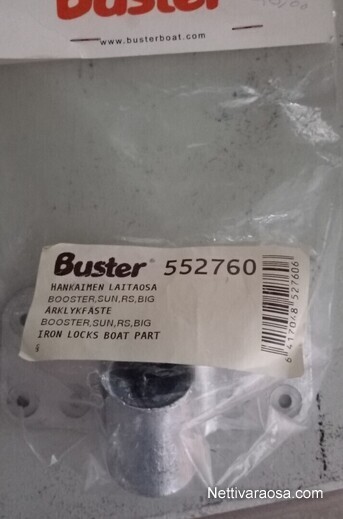 Buster
www.busterboat.com
Buster® 552760
HANKAIMEN LAITAOSA
BOOSTER,SUN,RS,BIG
ÅRKLYKFÄSTE
BOOSTER,SUN,RS,BIG
IRON LOCKS BOAT PART
6417048527606
Nettivaraosa.com